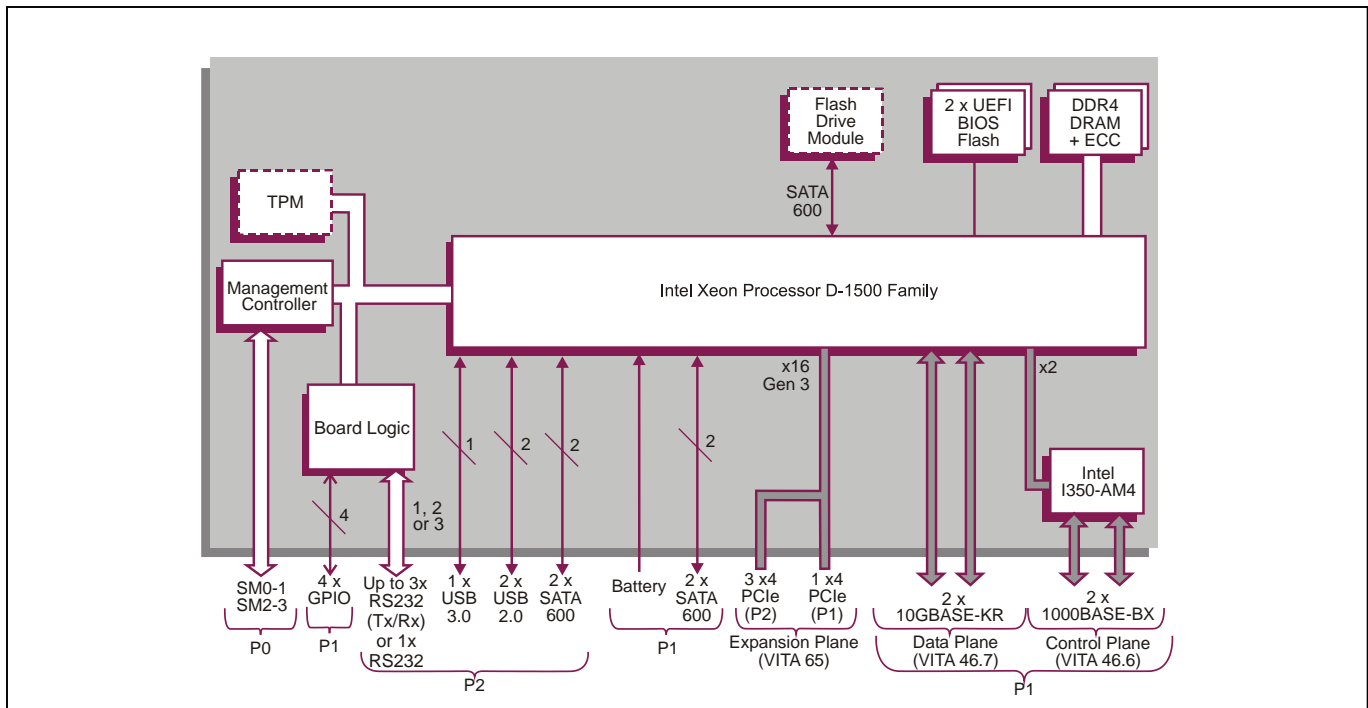 Flash
Drive
Module
2 x UEFI
BIOS
Flash
DDR4
DRAM
+ ECC
TPM
SATA
600
Management
Controller
Intel Xeon Processor D-1500 Family
x16
Gen 3
x2
Board Logic
1
2
2
2
Intel
I350-AM4
4
1, 2
or 3
SM0-1
SM2-3
P0
4 x
GPIO
P1
Up to 3x
RS232
(Tx/Rx)
or 1x
RS232
1 x
USB
3.0
2 x
USB
2.0
2 x
SATA
600
P2
Battery
2 x
SATA
600
P1
3 x4
PCIe
(P2)
1 x4
PCIe
(P1)
Expansion Plane
(VITA 65)
2 x
10GBASE-KR
Data Plane
(VITA 46.7)
2 x
1000BASE-BX
Control Plane
(VITA 46.6)
P1